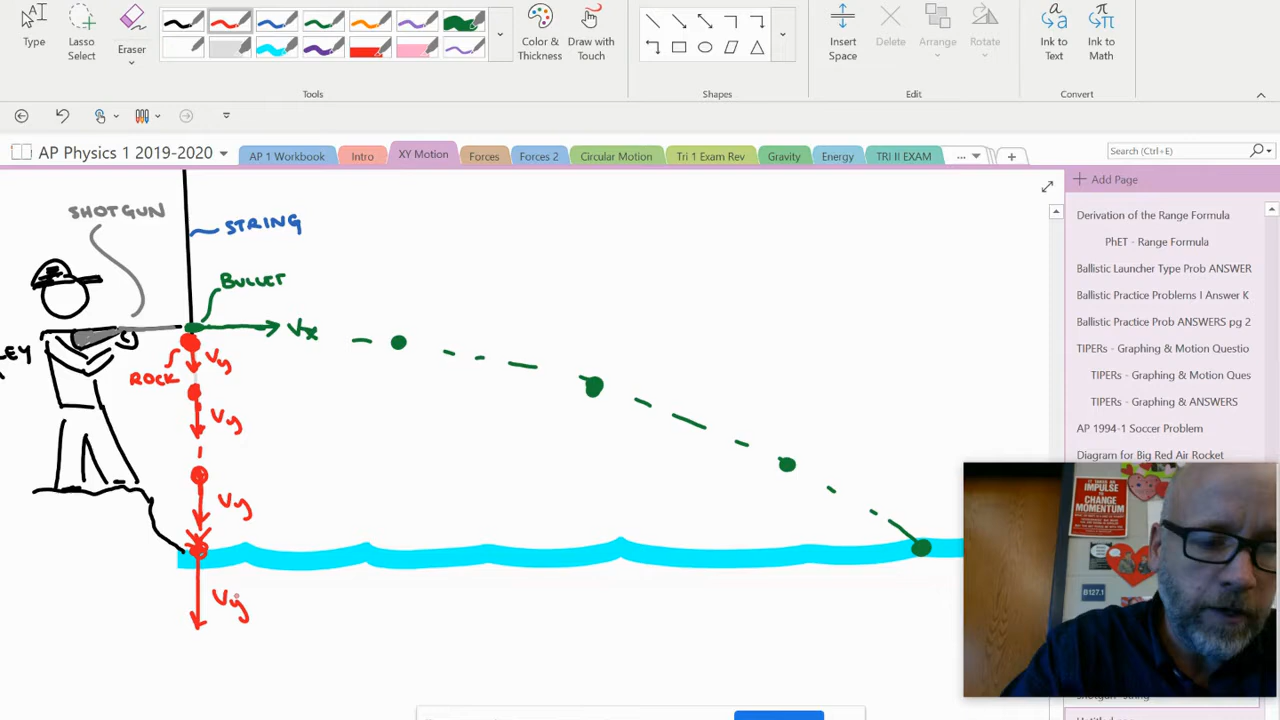 Type
Lasso
Select
Eraser
Color &
Thickness
Draw with
Touch
Insert
Space
Delete
Arrange
Rotate
Ink to
Text
Ink to
Math
Tools
Shapes
Edit
Convert
AP Physics 1 2019-2020
AP 1 Workbook
Intro
XY Motion
Forces
Forces 2
Circular Motion
Tri 1 Exam Rev
Gravity
Energy
TRI II EXAM
...
Search (Ctrl+E)
Add Page
Derivation of the Range Formula
PhET - Range Formula
Ballistic Launcher Type Prob ANSWER
Ballistic Practice Problems I Answer K
Ballistic Practice Prob ANSWERS pg 2
TIPERs - Graphing & Motion Questio
TIPERs - Graphing & Motion Ques
TIPERs - Graphing & ANSWERS
AP 1994-1 Soccer Problem
Diagram for Big Red Air Rocket
SHOTGUN
STRING
BULLET
Vx
LEY
ROCK
Vy
Vy
Vy
Vy
IMPULSE
CHANGE
MOMENTUM
B127.1